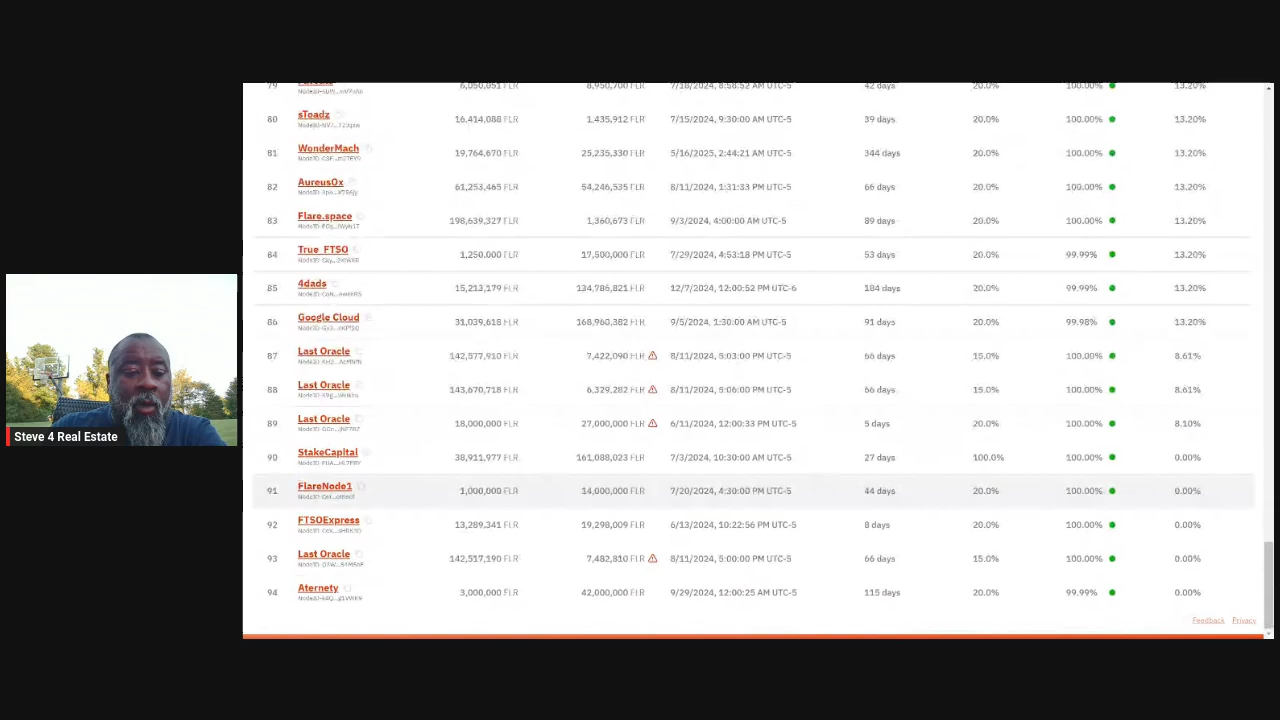 79 6,050,051 FLR 8,950,700 FLR 42 days 20.0% 100.00% 13.20%
80 sToadz 16,414,088 FLR 1,435,912 FLR 7/15/2024, 9:30:00 AM UTC-5 39 days 20.0% 100.00% 13.20%
81 WonderMach 19,764,670 FLR 25,235,330 FLR 5/16/2025, 2:44:21 AM UTC-5 344 days 20.0% 100.00% 13.20%
82 AureusOx 61,253,465 FLR 54,246,535 FLR 8/11/2024, 1:31:33 PM UTC-5 66 days 20.0% 100.00% 13.20%
83 Flare.space 198,639,327 FLR 1,360,673 FLR 9/3/2024, 4:00:00 AM UTC-5 89 days 20.0% 100.00% 13.20%
84 True_FTSO 1,250,000 FLR 17,500,000 FLR 7/29/2024, 4:53:18 PM UTC-5 53 days 20.0% 99.99% 13.20%
85 4dads 15,213,179 FLR 134,786,821 FLR 12/7/2024, 12:00:52 PM UTC-6 184 days 20.0% 99.99% 13.20%
86 Google Cloud 31,039,618 FLR 168,960,382 FLR 9/5/2024, 1:30:00 AM UTC-5 91 days 20.0% 99.98% 13.20%
87 Last Oracle 142,577,910 FLR 7,422,090 FLR 8/11/2024, 5:03:00 PM UTC-5 66 days 15.0% 100.00% 8.61%
88 Last Oracle 143,670,718 FLR 6,329,282 FLR 8/11/2024, 5:06:00 PM UTC-5 66 days 15.0% 100.00% 8.61%
89 Last Oracle 18,000,000 FLR 27,000,000 FLR 6/11/2024, 12:00:33 PM UTC-5 5 days 20.0% 100.00% 8.10%
90 StakeCapital 38,911,977 FLR 161,088,023 FLR 7/3/2024, 10:30:00 AM UTC-5 27 days 100.0% 100.00% 0.00%
91 FlareNode1 1,000,000 FLR 14,000,000 FLR 7/20/2024, 4:30:00 PM UTC-5 44 days 20.0% 100.00% 0.00%
92 FTSOExpress 13,289,341 FLR 19,298,009 FLR 6/13/2024, 10:22:56 PM UTC-5 8 days 20.0% 100.00% 0.00%
93 Last Oracle 142,517,190 FLR 7,482,810 FLR 8/11/2024, 5:00:00 PM UTC-5 66 days 15.0% 100.00% 0.00%
94 Aternety 3,000,000 FLR 42,000,000 FLR 9/29/2024, 12:00:25 AM UTC-5 115 days 20.0% 99.99% 0.00%
Feedback Privacy
Steve 4 Real Estate